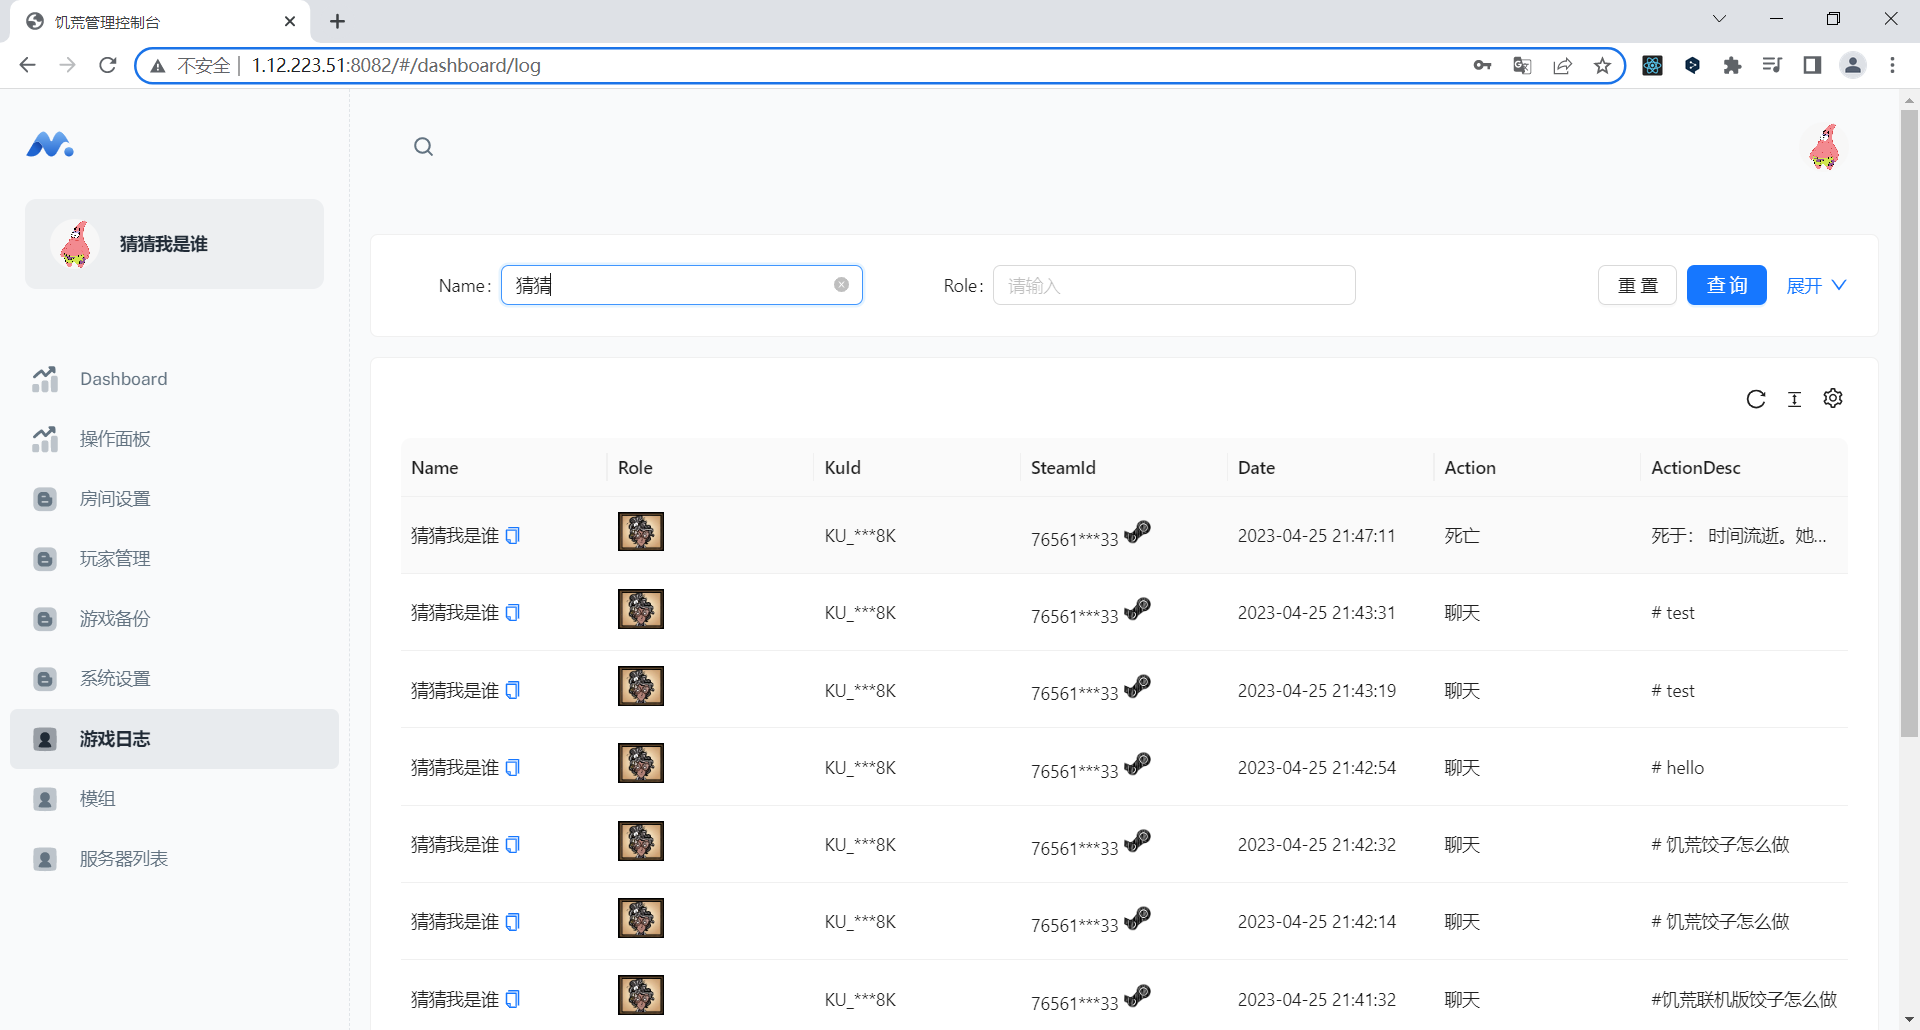 饥荒管理控制台
不安全 | 1.12.223.51:8082/#/dashboard/log
猜猜我是谁
Name: 猜猜 Role: 请输入 重 置 查 询 展开
Dashboard
操作面板
房间设置
玩家管理
游戏备份
系统设置
游戏日志
模组
服务器列表
Name Role KuId SteamId Date Action ActionDesc
猜猜我是谁 KU_***8K 76561***33 2023-04-25 21:47:11 死亡 死于： 时间流逝。她...
猜猜我是谁 KU_***8K 76561***33 2023-04-25 21:43:31 聊天 # test
猜猜我是谁 KU_***8K 76561***33 2023-04-25 21:43:19 聊天 # test
猜猜我是谁 KU_***8K 76561***33 2023-04-25 21:42:54 聊天 # hello
猜猜我是谁 KU_***8K 76561***33 2023-04-25 21:42:32 聊天 # 饥荒饺子怎么做
猜猜我是谁 KU_***8K 76561***33 2023-04-25 21:42:14 聊天 # 饥荒饺子怎么做
猜猜我是谁 KU_***8K 76561***33 2023-04-25 21:41:32 聊天 #饥荒联机版饺子怎么做